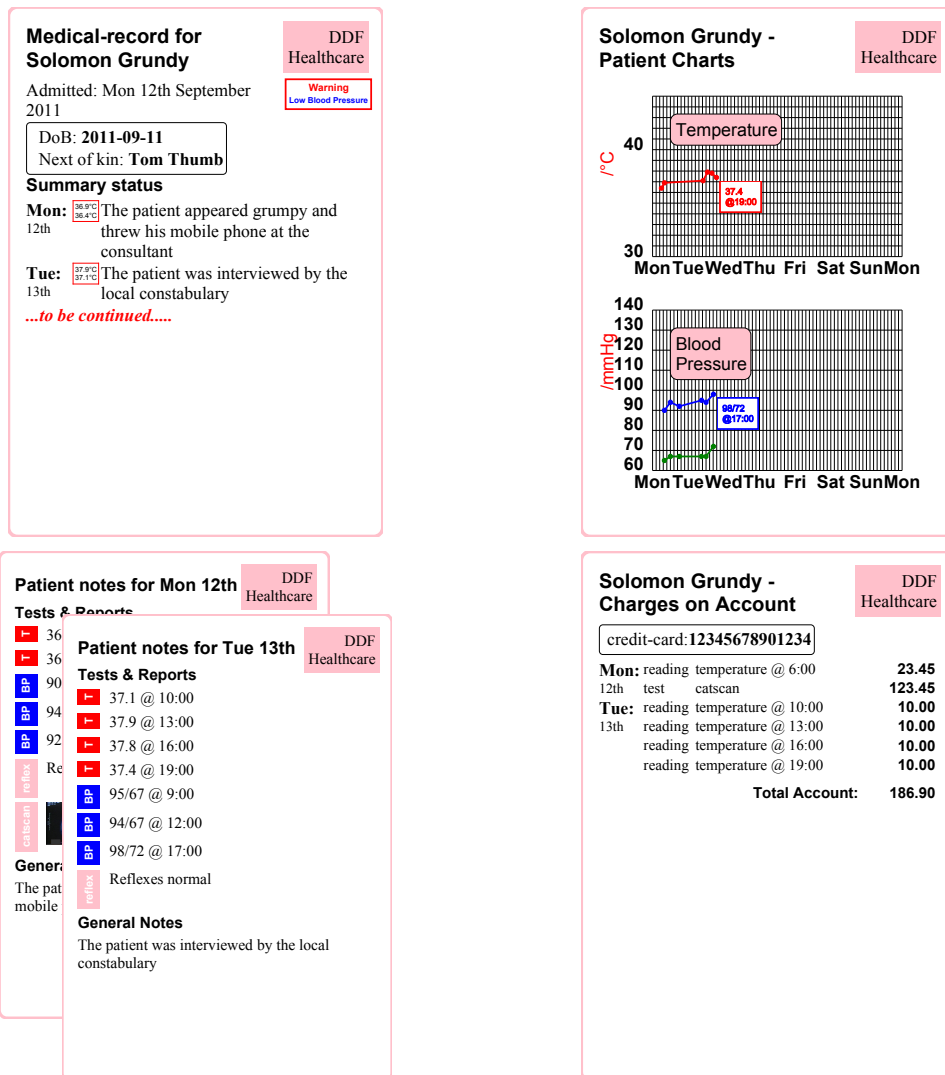 Medical-record for
Solomon Grundy
DDF
Healthcare
Admitted: Mon 12th September
2011
Warning
Low Blood Pressure
DoB: 2011-09-11
Next of kin: Tom Thumb
Summary status
Mon: 36.9°C The patient appeared grumpy and
36.4°C
12th threw his mobile phone at the
consultant
Tue: 37.9°C The patient was interviewed by the
37.1°C
13th local constabulary
...to be continued.....
Solomon Grundy -
Patient Charts
DDF
Healthcare
Temperature
40
/°C
37.4
@19:00
30
Mon Tue Wed Thu Fri Sat Sun Mon
140
130
120
110
100
90
80
70
60
/mmHg
Blood
Pressure
98/72
@17:00
Mon Tue Wed Thu Fri Sat Sun Mon
Patient notes for Mon 12th
DDF
Healthcare
Tests & Reports
T 36
T 36
BP 90
BP 94
BP 92
reflex Re
catscan
Genera
The pat
mobile
Patient notes for Tue 13th
DDF
Healthcare
Tests & Reports
T 37.1 @ 10:00
T 37.9 @ 13:00
T 37.8 @ 16:00
T 37.4 @ 19:00
BP 95/67 @ 9:00
BP 94/67 @ 12:00
BP 98/72 @ 17:00
reflex Reflexes normal
General Notes
The patient was interviewed by the local
constabulary
Solomon Grundy -
Charges on Account
DDF
Healthcare
credit-card:12345678901234
Mon: reading temperature @ 6:00 23.45
12th test catscan 123.45
Tue: reading temperature @ 10:00 10.00
13th reading temperature @ 13:00 10.00
reading temperature @ 16:00 10.00
reading temperature @ 19:00 10.00
Total Account: 186.90